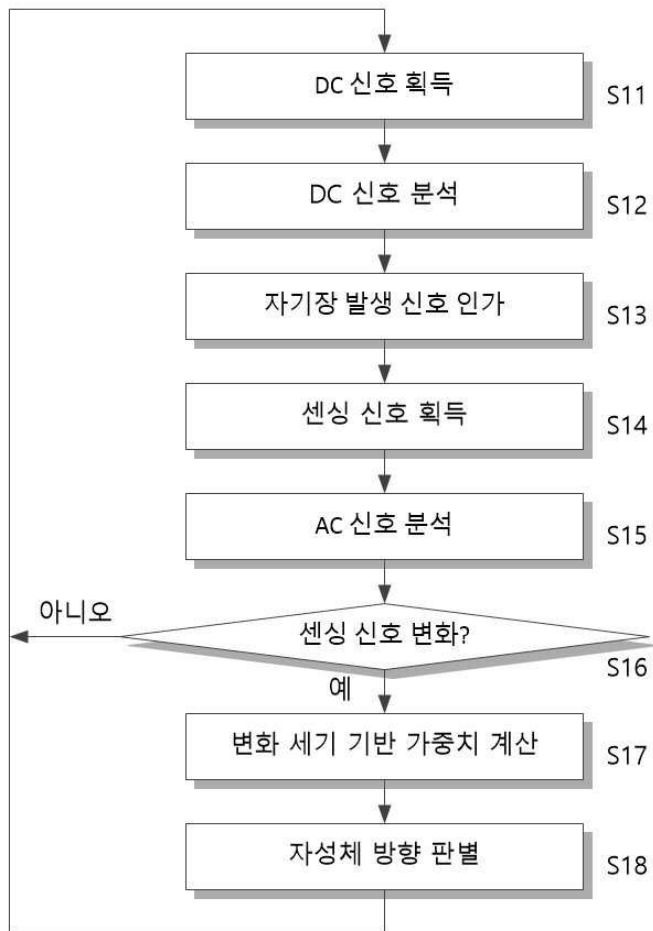 DC 신호 획득
S11
DC 신호 분석
S12
자기장 발생 신호 인가
S13
센싱 신호 획득
S14
AC 신호 분석
S15
아니오
센싱 신호 변화?
S16
예
변화 세기 기반 가중치 계산
S17
자성체 방향 판별
S18